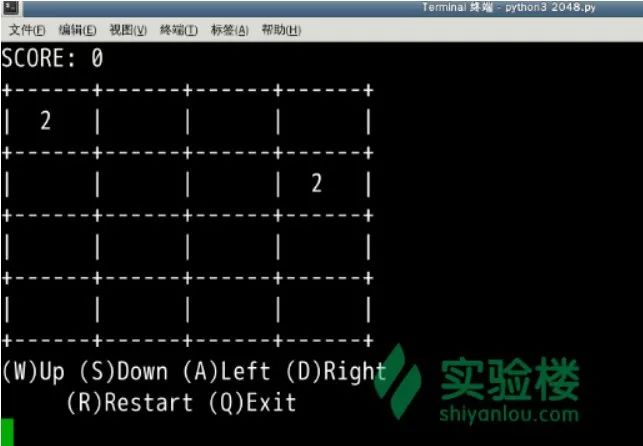 Terminal 终端 - python3 2048.py
文件(F) 编辑(E) 视图(V) 终端(T) 标签(A) 帮助(H)
SCORE: 0
+------+------+------+------+
|  2   |      |      |      |
+------+------+------+------+
|      |      |      |  2   |
+------+------+------+------+
|      |      |      |      |
+------+------+------+------+
|      |      |      |      |
+------+------+------+------+
(W)Up (S)Down (A)Left (D)Right
(R)Restart (Q)Exit
实验楼
shiyanlou.com